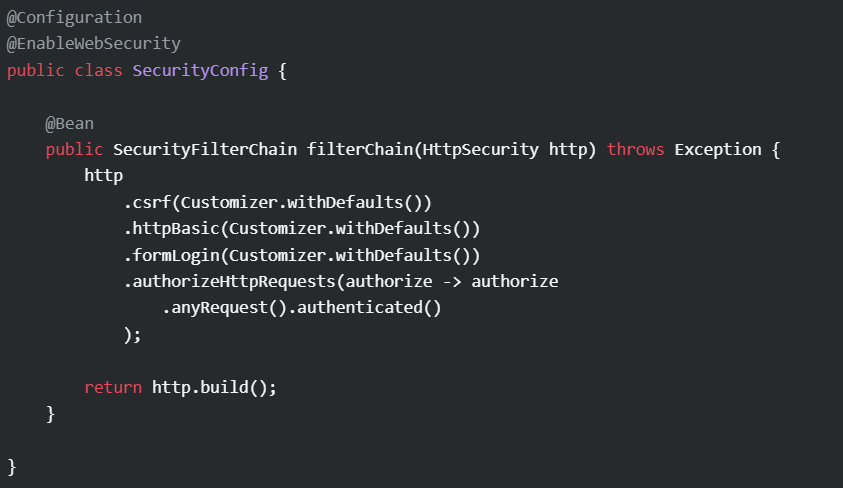 @Configuration
@EnableWebSecurity
public class SecurityConfig {
@Bean
public SecurityFilterChain filterChain(HttpSecurity http) throws Exception {
http
.csrf(Customizer.withDefaults())
.httpBasic(Customizer.withDefaults())
.formLogin(Customizer.withDefaults())
.authorizeHttpRequests(authorize -> authorize
.anyRequest().authenticated()
);
return http.build();
}
}